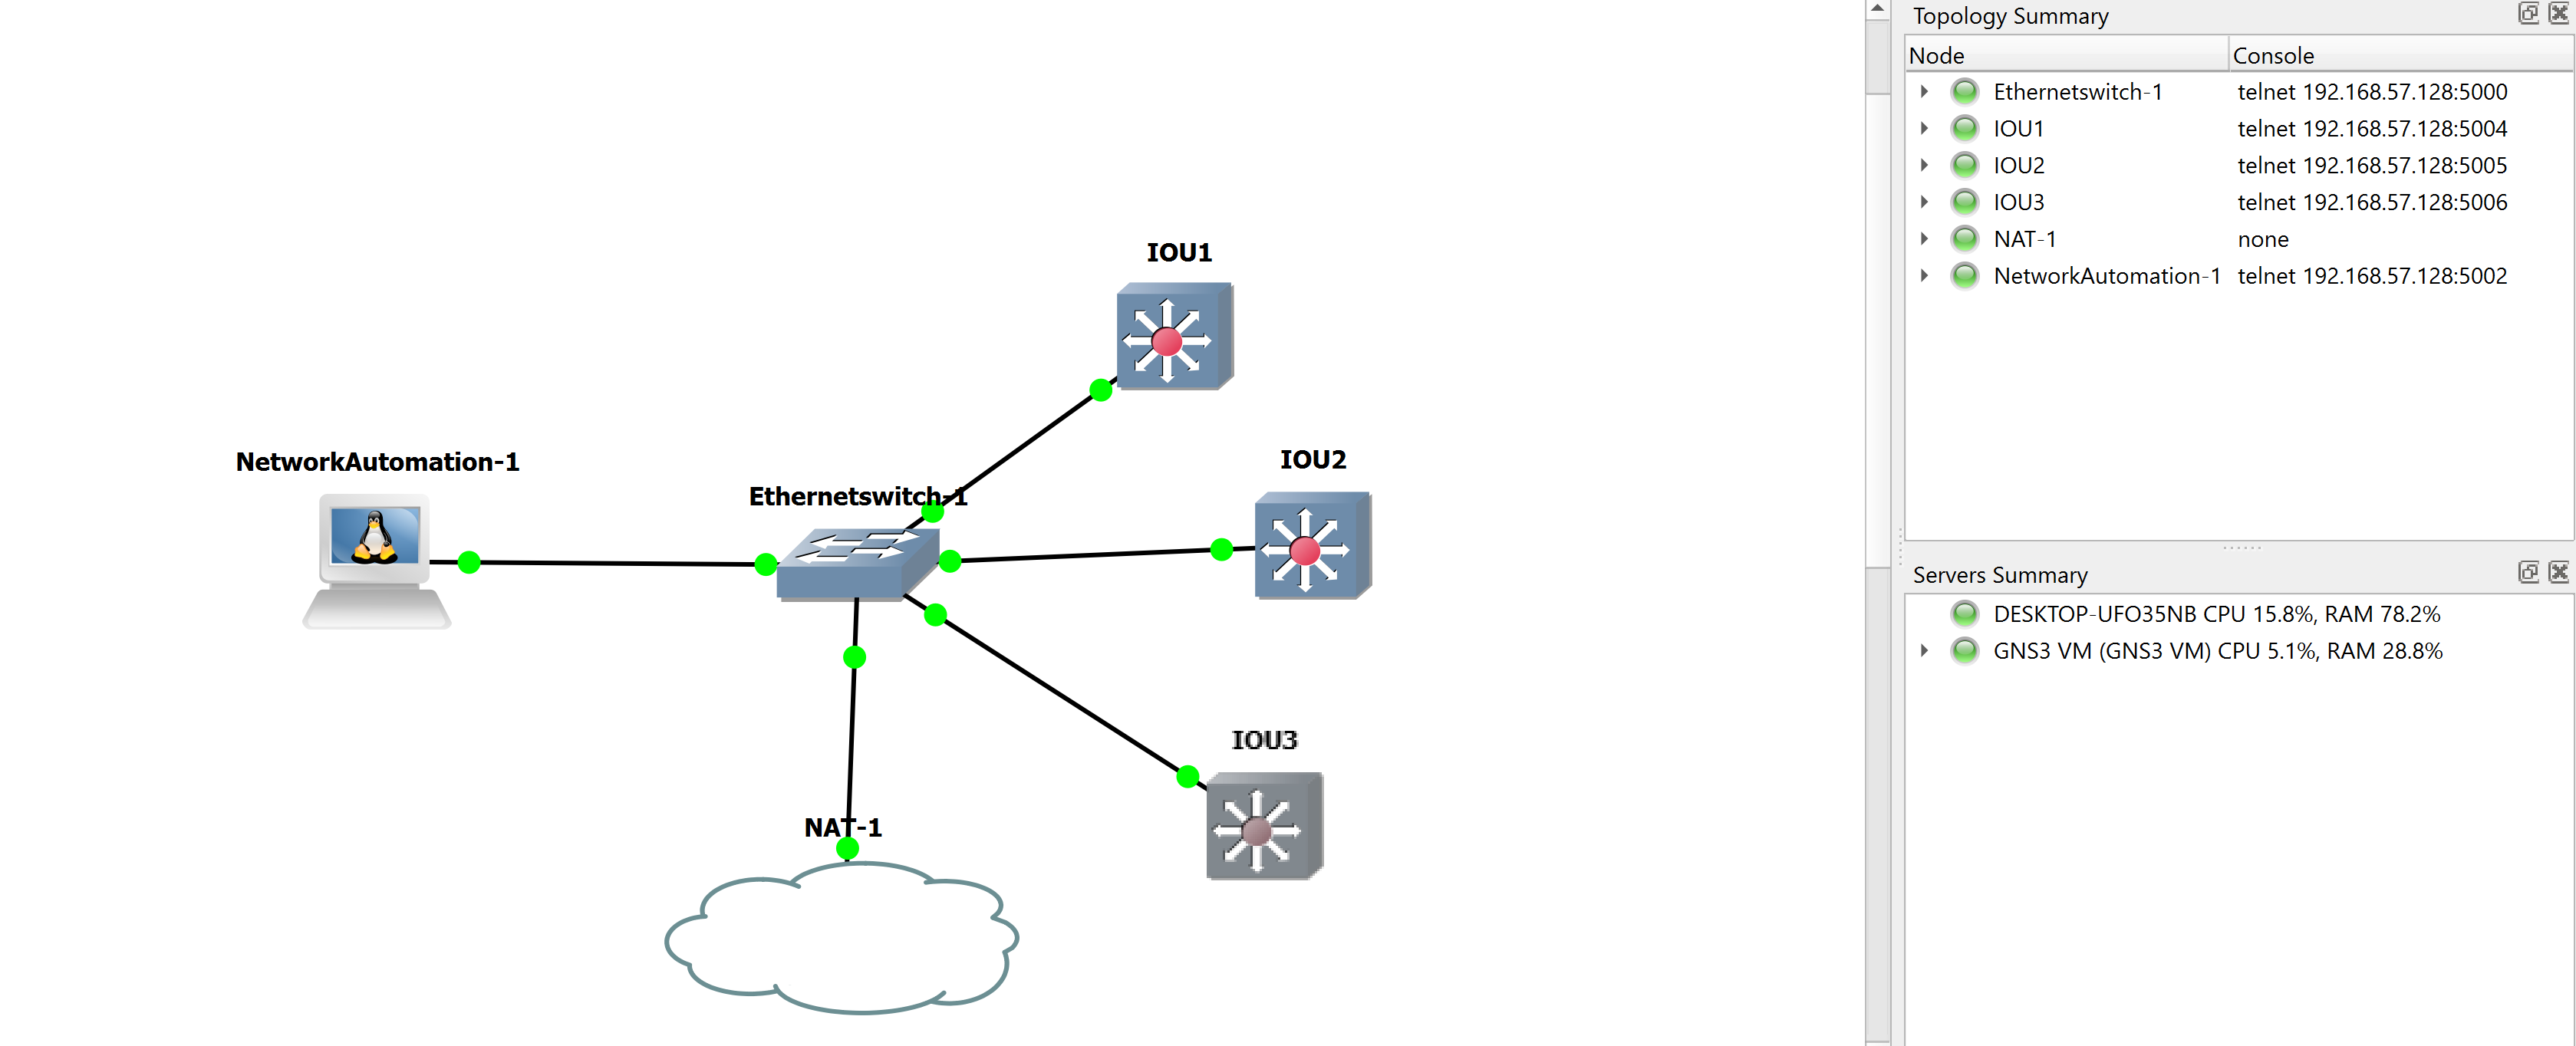 IOU1
NetworkAutomation-1
IOU2
Ethernetswitch-1
IOU3
NAT-1
Topology Summary
Node Console
Ethernetswitch-1 telnet 192.168.57.128:5000
IOU1 telnet 192.168.57.128:5004
IOU2 telnet 192.168.57.128:5005
IOU3 telnet 192.168.57.128:5006
NAT-1 none
NetworkAutomation-1 telnet 192.168.57.128:5002
Servers Summary
DESKTOP-UFO35NB CPU 15.8%, RAM 78.2%
GNS3 VM (GNS3 VM) CPU 5.1%, RAM 28.8%